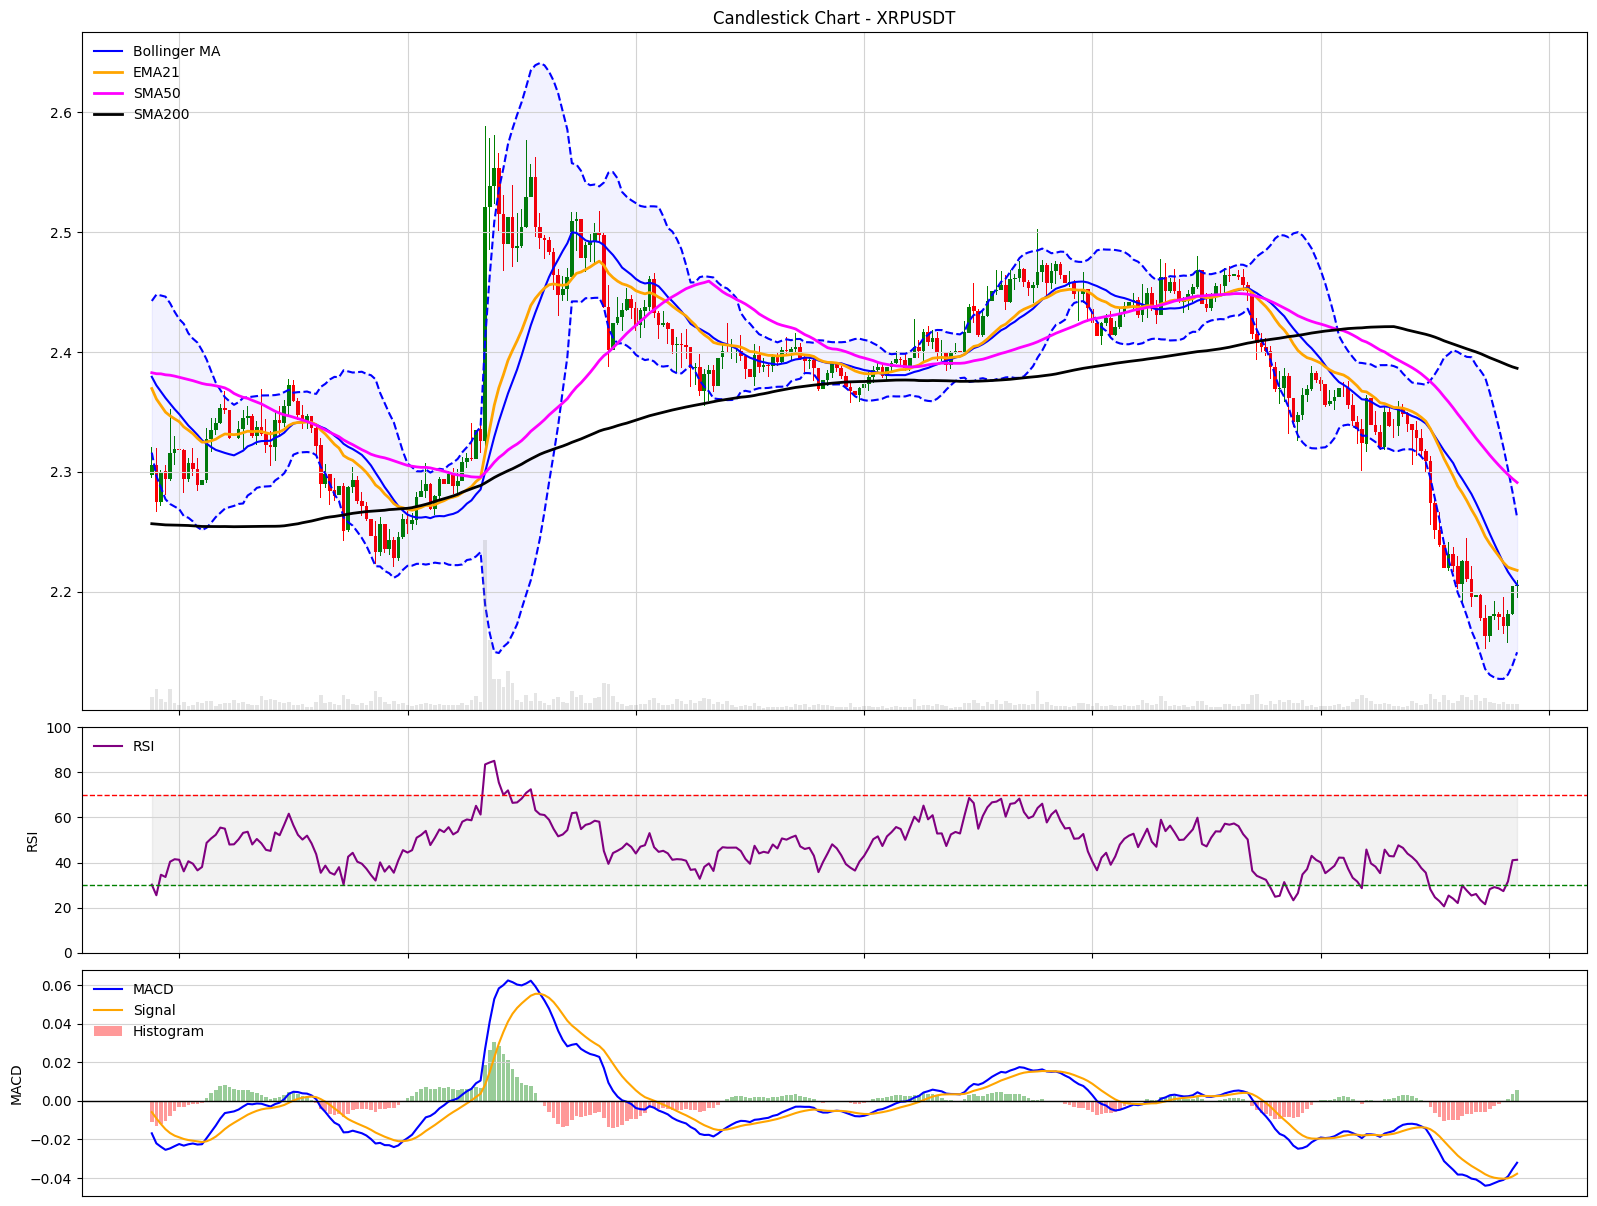 Candlestick Chart - XRPUSDT
Bollinger MA
EMA21
SMA50
SMA200
2.6
2.5
2.4
2.3
2.2
RSI
RSI
100
80
60
40
20
0
MACD
Signal
Histogram
MACD
0.06
0.04
0.02
0.00
−0.02
−0.04